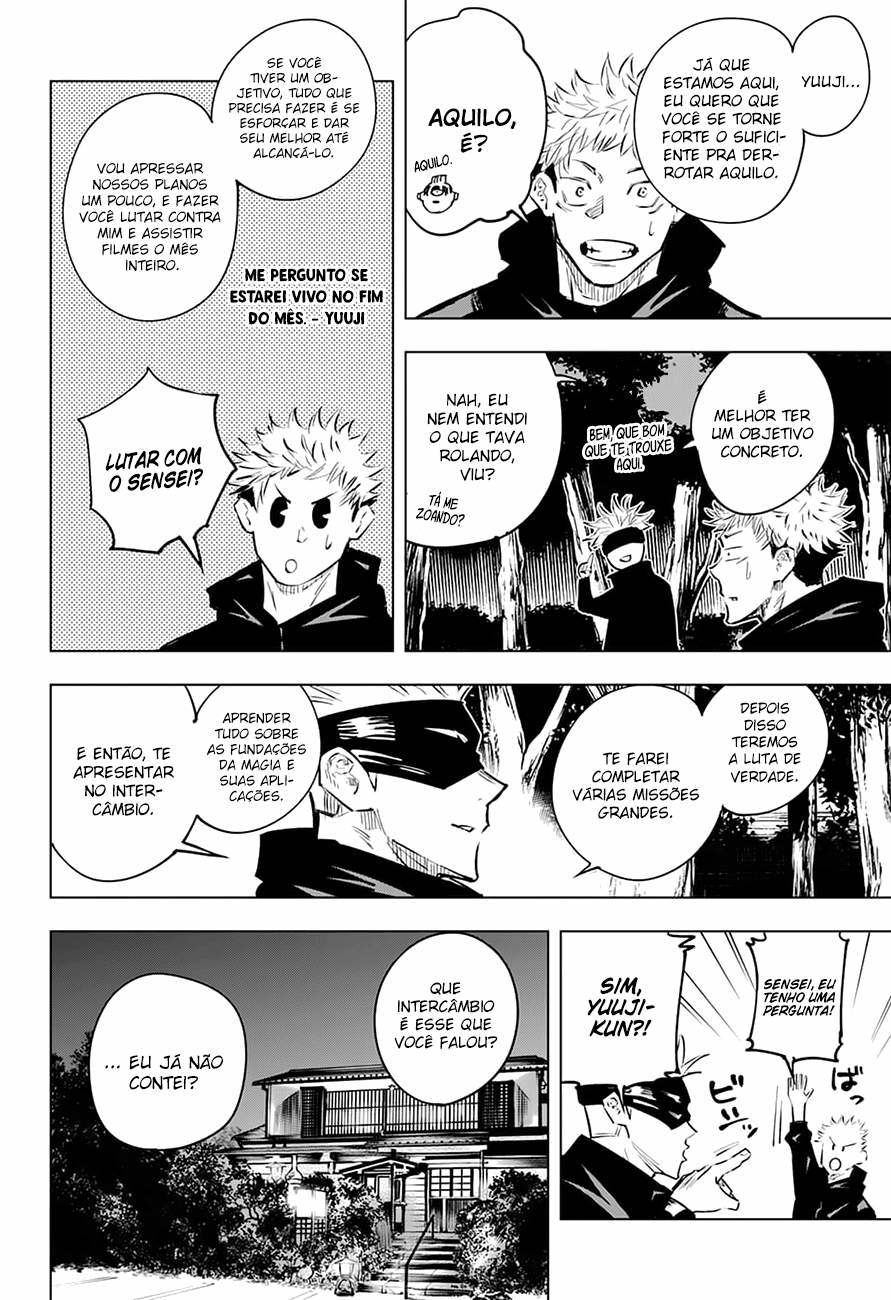 YUUJI...
JÁ QUE
ESTAMOS AQUI,
EU QUERO QUE
VOCÊ SE TORNE
FORTE O SUFICI-
ENTE PRA DER-
ROTAR AQUILO.
AQUILO,
É?
AQUILO.
É
MELHOR TER
UM OBJETIVO
CONCRETO.
BEM, QUE BOM
QUE TE TROUXE
AQUI.
NAH, EU
NEM ENTENDI
O QUE TAVA
ROLANDO,
VIU?
TÁ ME
ZOANDO?
SE VOCÊ
TIVER UM OB-
JETIVO, TUDO QUE
PRECISA FAZER É SE
ESFORÇAR E DAR
SEU MELHOR ATÉ
ALCANÇÁ-LO.
VOU APRESSAR
NOSSOS PLANOS
UM POUCO, E FAZER
VOCÊ LUTAR CONTRA
MIM E ASSISTIR
FILMES O MÊS
INTEIRO.
ME PERGUNTO SE
ESTAREI VIVO NO FIM
DO MÊS. - YUUJI
LUTAR COM
O SENSEI?
DEPOIS
DISSO
TEREMOS
A LUTA DE
VERDADE.
TE FAREI
COMPLETAR
VÁRIAS MISSÕES
GRANDES.
APRENDER
TUDO SOBRE
AS FUNDAÇÕES
DA MAGIA E
SUAS APLI-
CAÇÕES.
E ENTÃO, TE
APRESENTAR
NO INTER-
CÂMBIO.
SENSEI, EU
TENHO UMA
PERGUNTA!
ばっ
SIM,
YUUJI-
KUN?!
ビシッ
QUE
INTERCÂMBIO
É ESSE QUE
VOCÊ FALOU?
... EU JÁ NÃO
CONTEI?